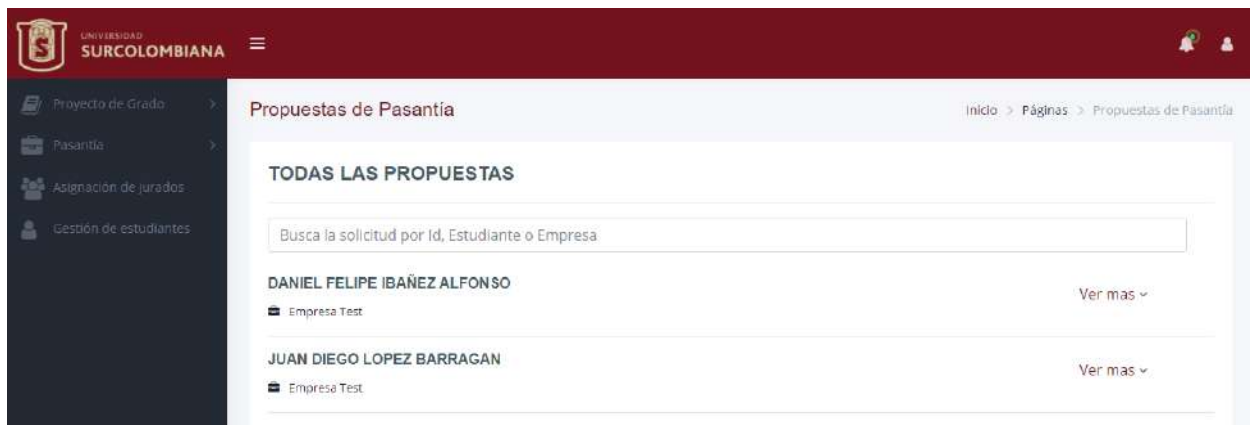 UNIVERSIDAD
SURCOLOMBIANA
Proyecto de Grado
Pasantía
Asignación de jurados
Gestión de estudiantes
Propuestas de Pasantía
Inicio > Páginas > Propuestas de Pasantía
TODAS LAS PROPUESTAS
Busca la solicitud por Id, Estudiante o Empresa
DANIEL FELIPE IBAÑEZ ALFONSO
Ver mas
Empresa Test
JUAN DIEGO LOPEZ BARRAGAN
Ver mas
Empresa Test